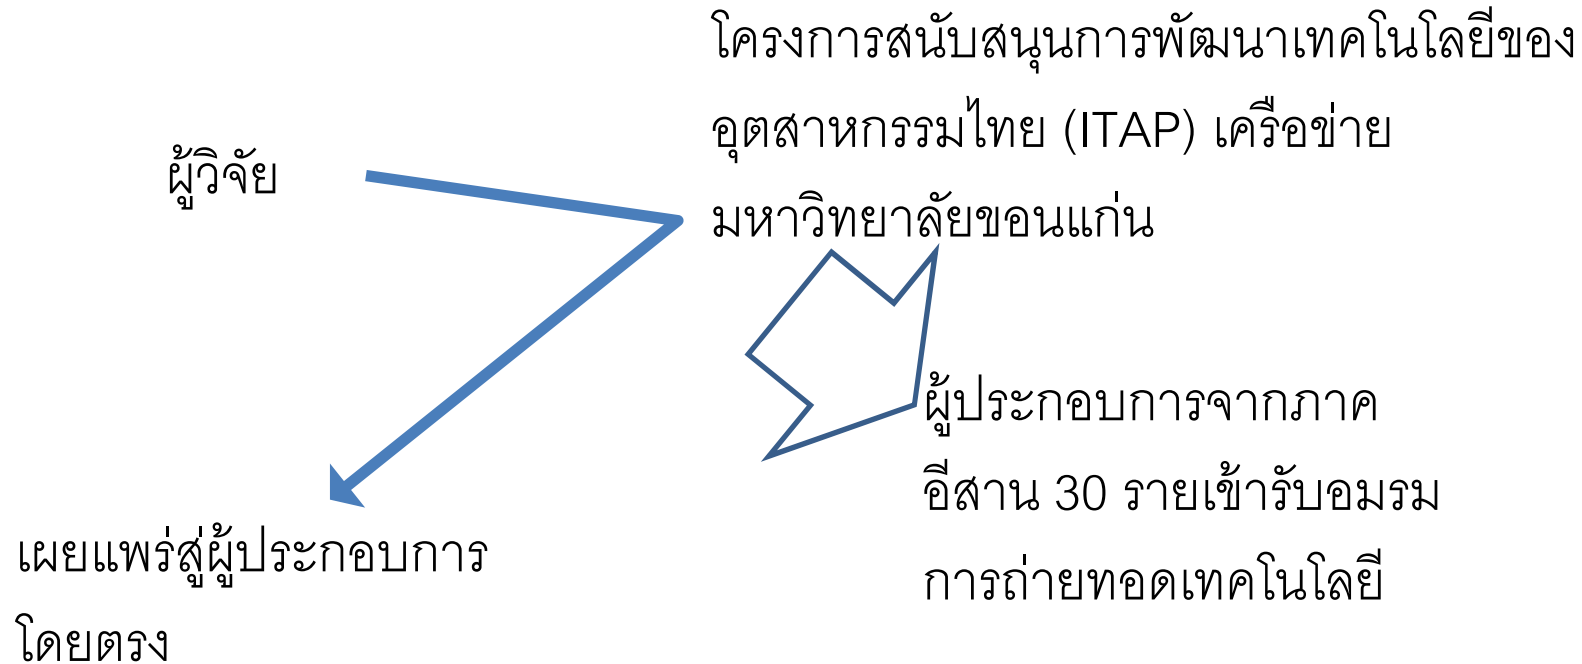 โครงการสนับสนุนการพัฒนาเทคโนโลยีของ
อุตสาหกรรมไทย (ITAP) เครือข่าย
มหาวิทยาลัยขอนแก่น
ผู้วิจัย
ผู้ประกอบการจากภาค
อีสาน 30 รายเข้ารับอมรม
การถ่ายทอดเทคโนโลยี
เผยแพร่สู่ผู้ประกอบการ
โดยตรง